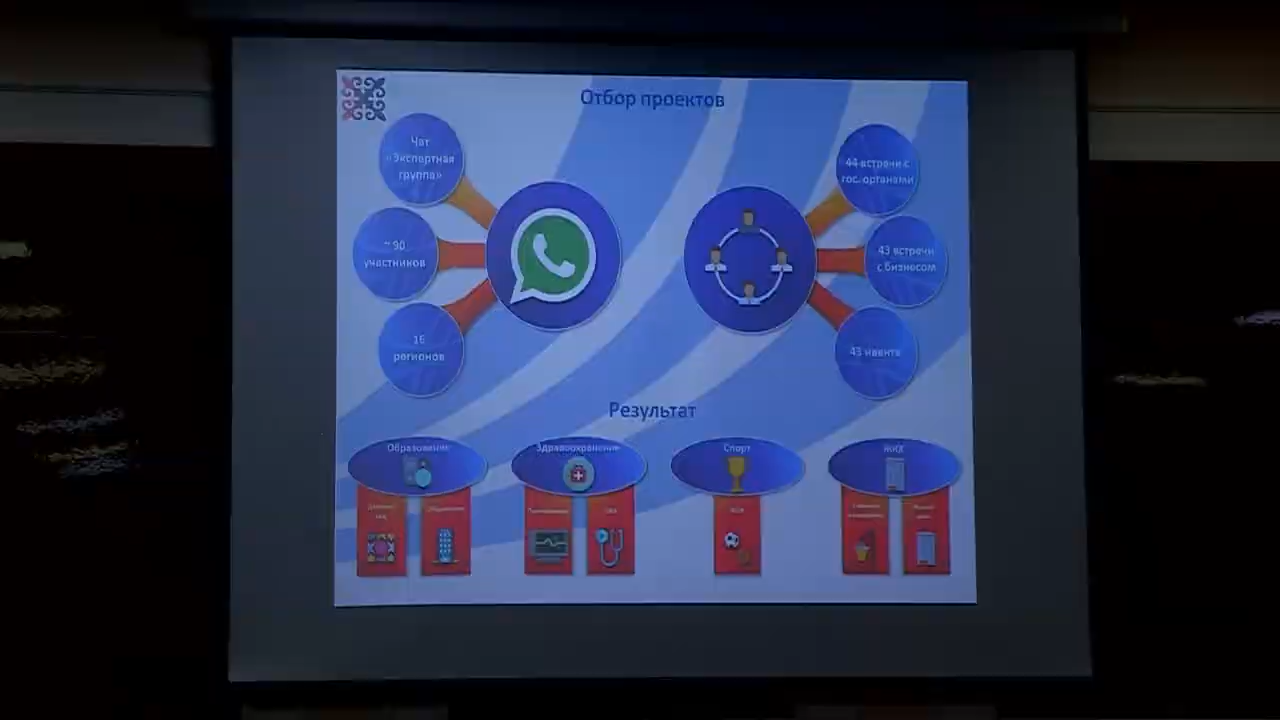 Отбор проектов
Чат
«Экспертная
группа»
~ 90
участников
16
регионов
44 встречи с
гос. органами
43 встречи
с бизнесом
43 ивента
Результат
Образование
Здравоохранение
Спорт
ЖКХ